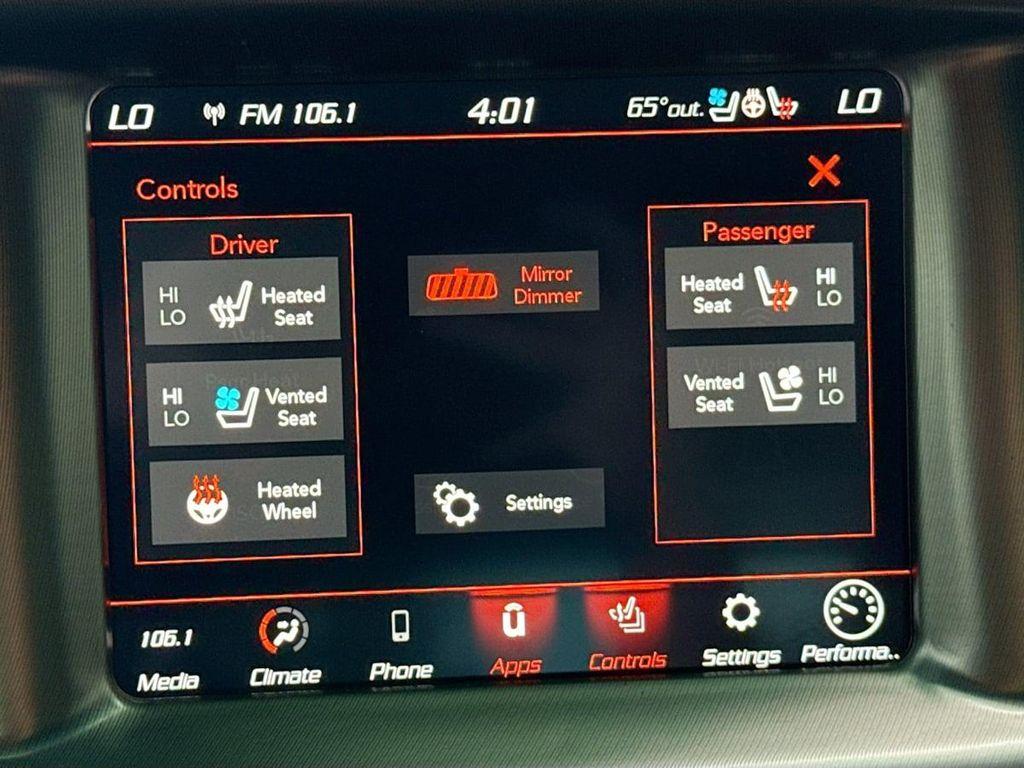 LO FM 106.1 4:01 65°out. LO
Controls
Driver
HI
LO
Heated
Seat
HI
LO
Vented
Seat
Heated
Wheel
Mirror
Dimmer
Settings
Passenger
Heated
Seat
HI
LO
Vented
Seat
HI
LO
106.1
Media
Climate
Phone
û
Apps
Controls
Settings
Performa..